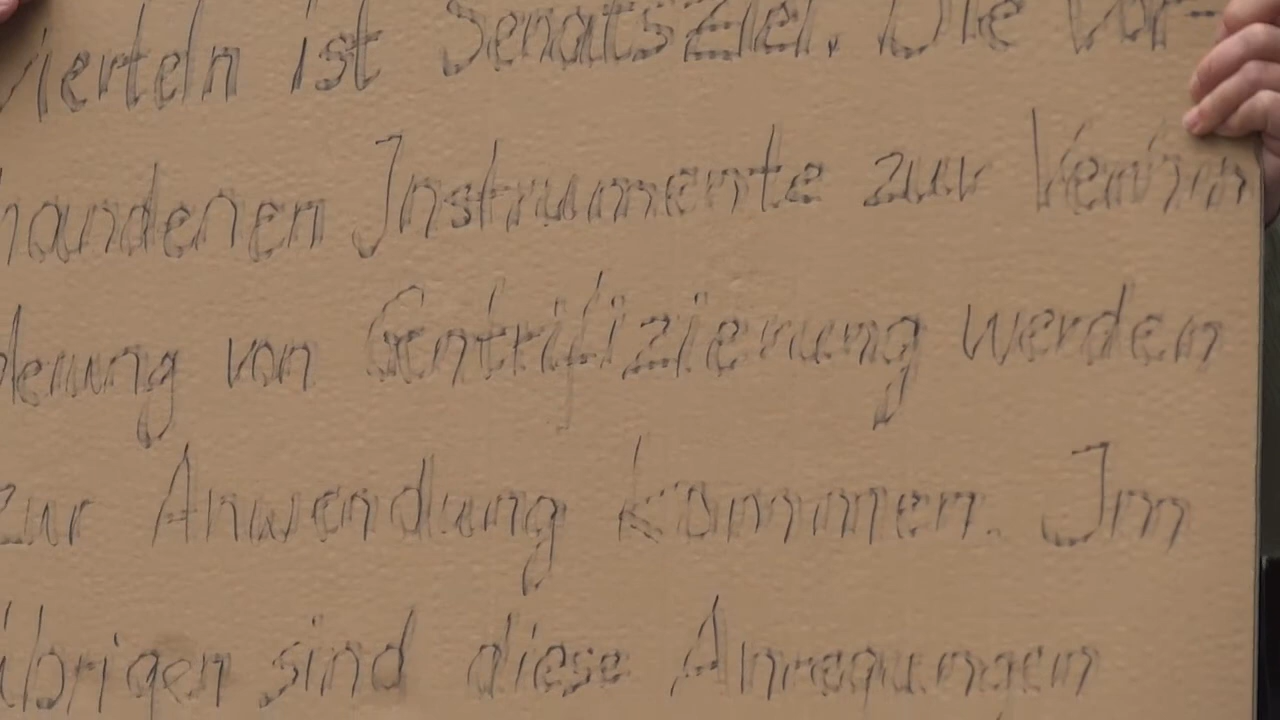 vierteln ist Senatsziel. Die Vor-
handenen Instrumente zur Verhin
derung von Gentrifizierung werden
zur Anwendung kommen. Im
übrigen sind diese Anregungen